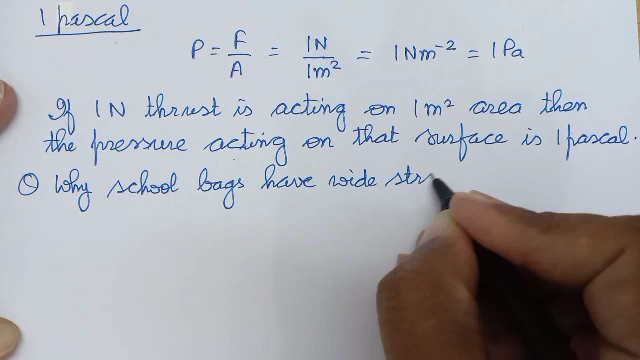 1 pascal
P = F/A = 1N/1m² = 1Nm⁻² = 1Pa
If 1N thrust is acting on 1m² area then
the pressure acting on that surface is 1 pascal.
Q Why school bags have wide str